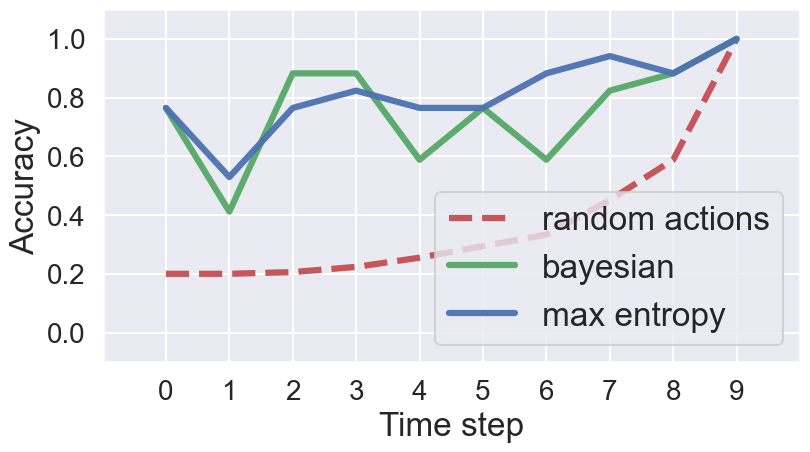 Accuracy
1.0
0.8
0.6
0.4
0.2
0.0
random actions
bayesian
max entropy
0 1 2 3 4 5 6 7 8 9
Time step